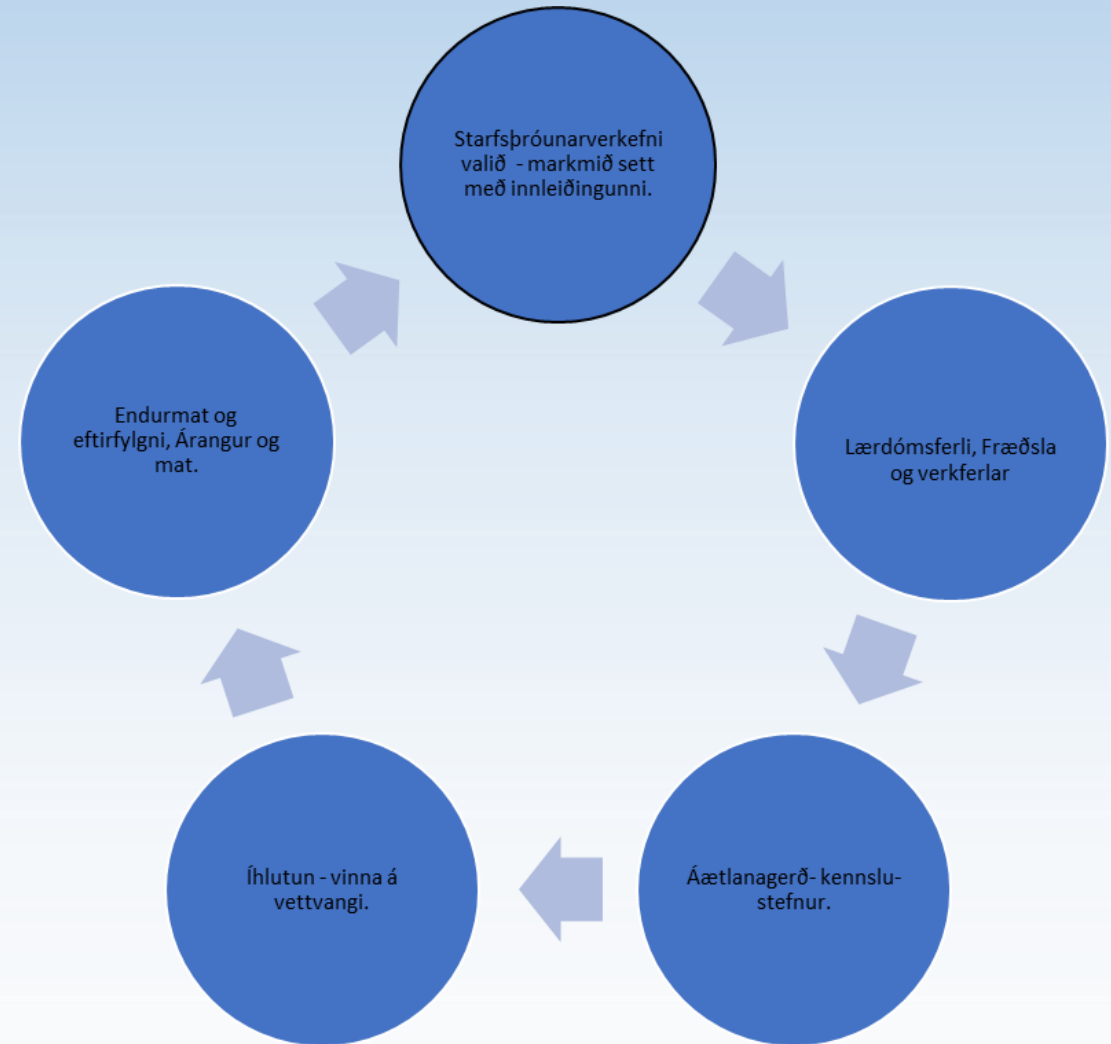 Starfsþróunarverkefni
valið - markmið sett
með innleiðingunni.
Lærdómsferli, Fræðsla
og verkferlar
Áætlanagerð- kennslu-
stefnur.
Íhlutun - vinna á
vettvangi.
Endurmat og
eftirfylgni, Árangur og
mat.